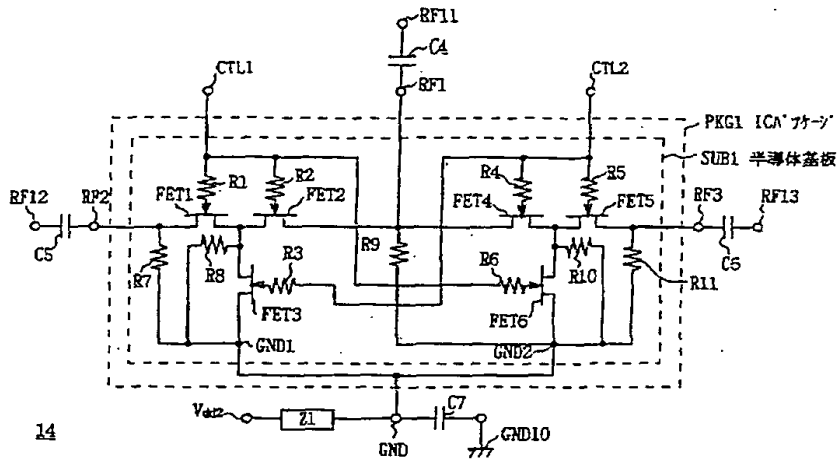 RF11
C4
RF1
CTL1
CTL2
PKG1 ICパッケージ
SUB1 半導体基板
R1
R2
R4
R5
FET1
FET2
FET4
FET5
RF12
RF2
RF3
RF13
C5
C6
R7
R8
R9
R10
R11
R3
R6
FET3
FET6
GND1
GND2
Vdd2
Z1
C7
GND
GND10
14